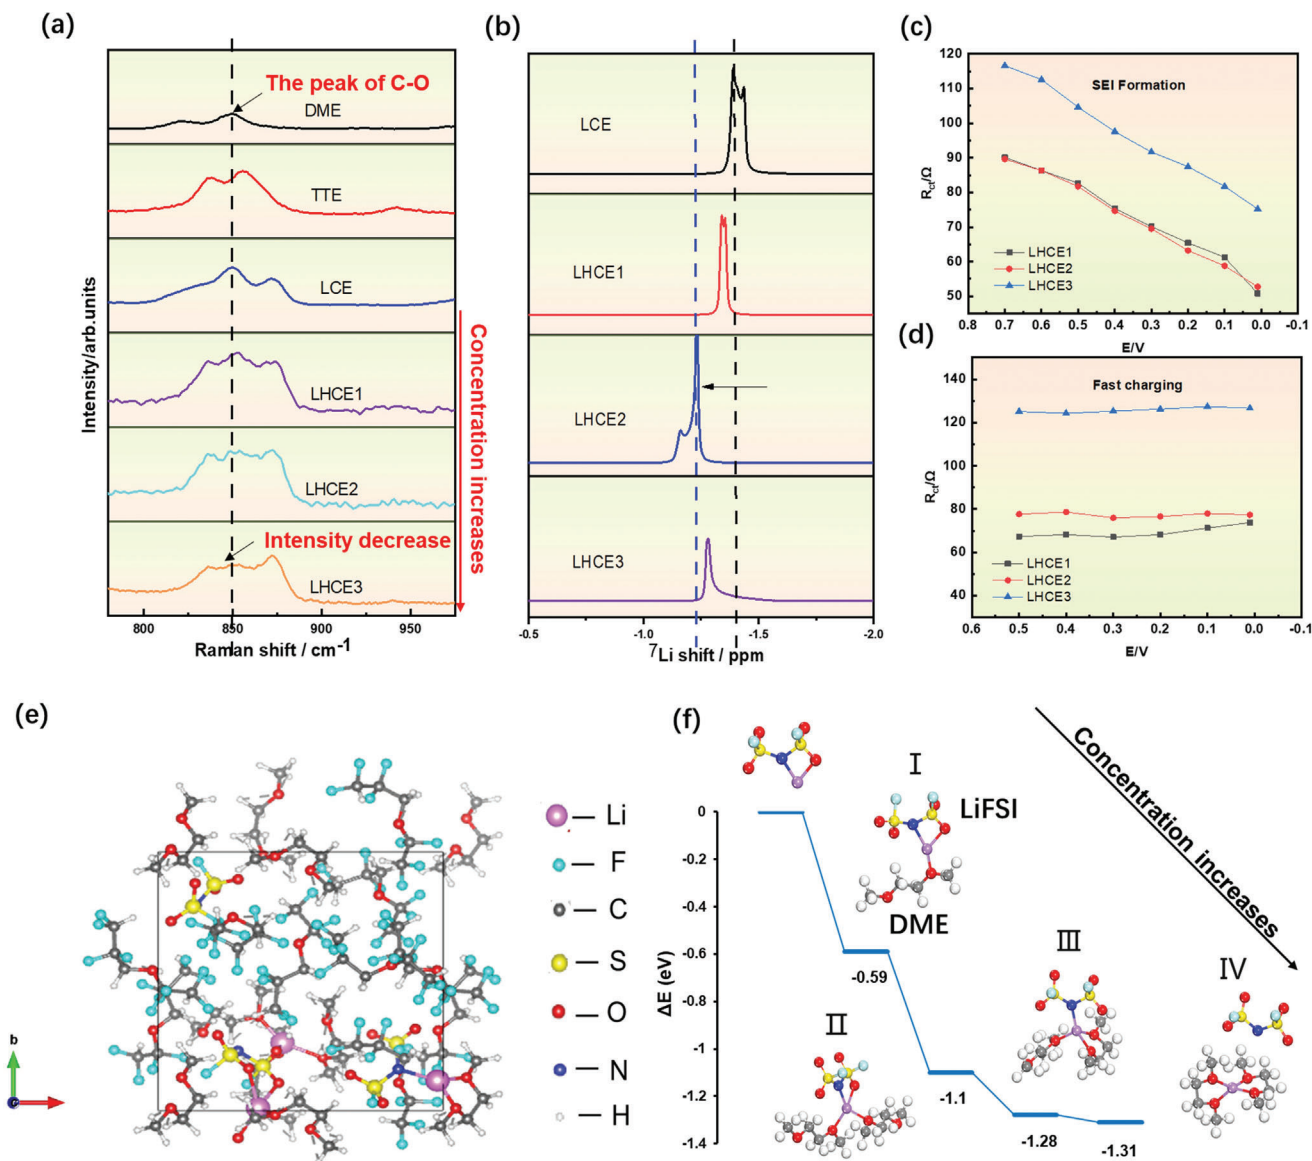 (a)
The peak of C-O
DME
TTE
LCE
LHCE1
LHCE2
Intensity decrease
LHCE3
Intensity/arb.units
Concentration increases
800
850
900
950
Raman shift / cm-1
(b)
LCE
LHCE1
LHCE2
LHCE3
-0.5
-1.0
-1.5
-2.0
7Li shift / ppm
(c)
120
110
100
90
80
70
60
50
Rct/Ω
SEI Formation
LHCE1
LHCE2
LHCE3
0.8
0.7
0.6
0.5
0.4
0.3
0.2
0.1
0.0
-0.1
E/V
(d)
140
120
100
80
60
40
Rct/Ω
Fast charging
LHCE1
LHCE2
LHCE3
0.6
0.5
0.4
0.3
0.2
0.1
0.0
-0.1
E/V
(e)
b
Li
F
C
S
O
N
H
(f)
Concentration increases
I
LiFSI
DME
II
III
IV
0
-0.2
-0.4
-0.6
-0.8
-1
-1.2
-1.4
ΔE (eV)
-0.59
-1.1
-1.28
-1.31